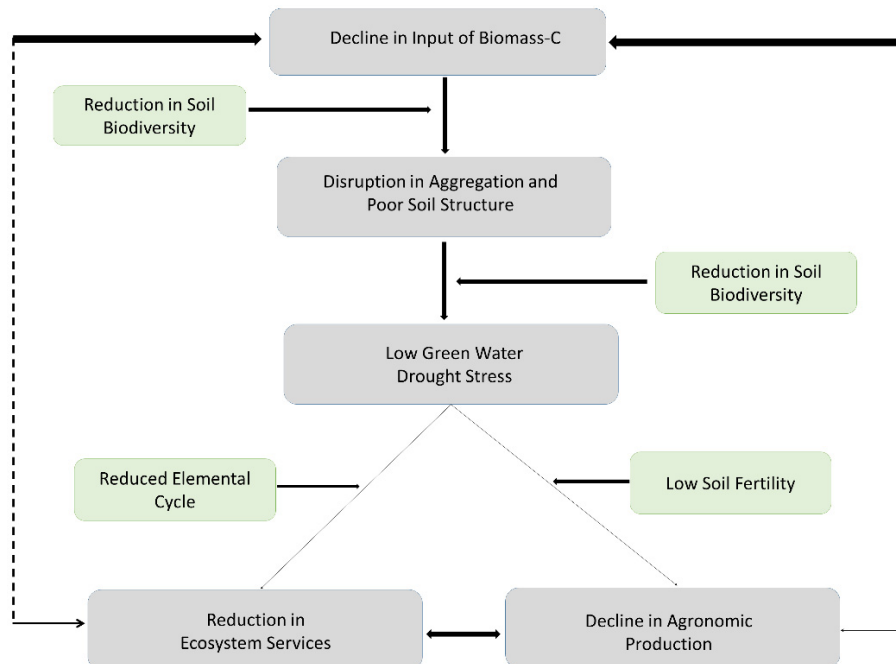 Decline in Input of Biomass-C
Reduction in Soil
Biodiversity
Disruption in Aggregation and
Poor Soil Structure
Reduction in Soil
Biodiversity
Low Green Water
Drought Stress
Reduced Elemental
Cycle
Low Soil Fertility
Reduction in
Ecosystem Services
Decline in Agronomic
Production